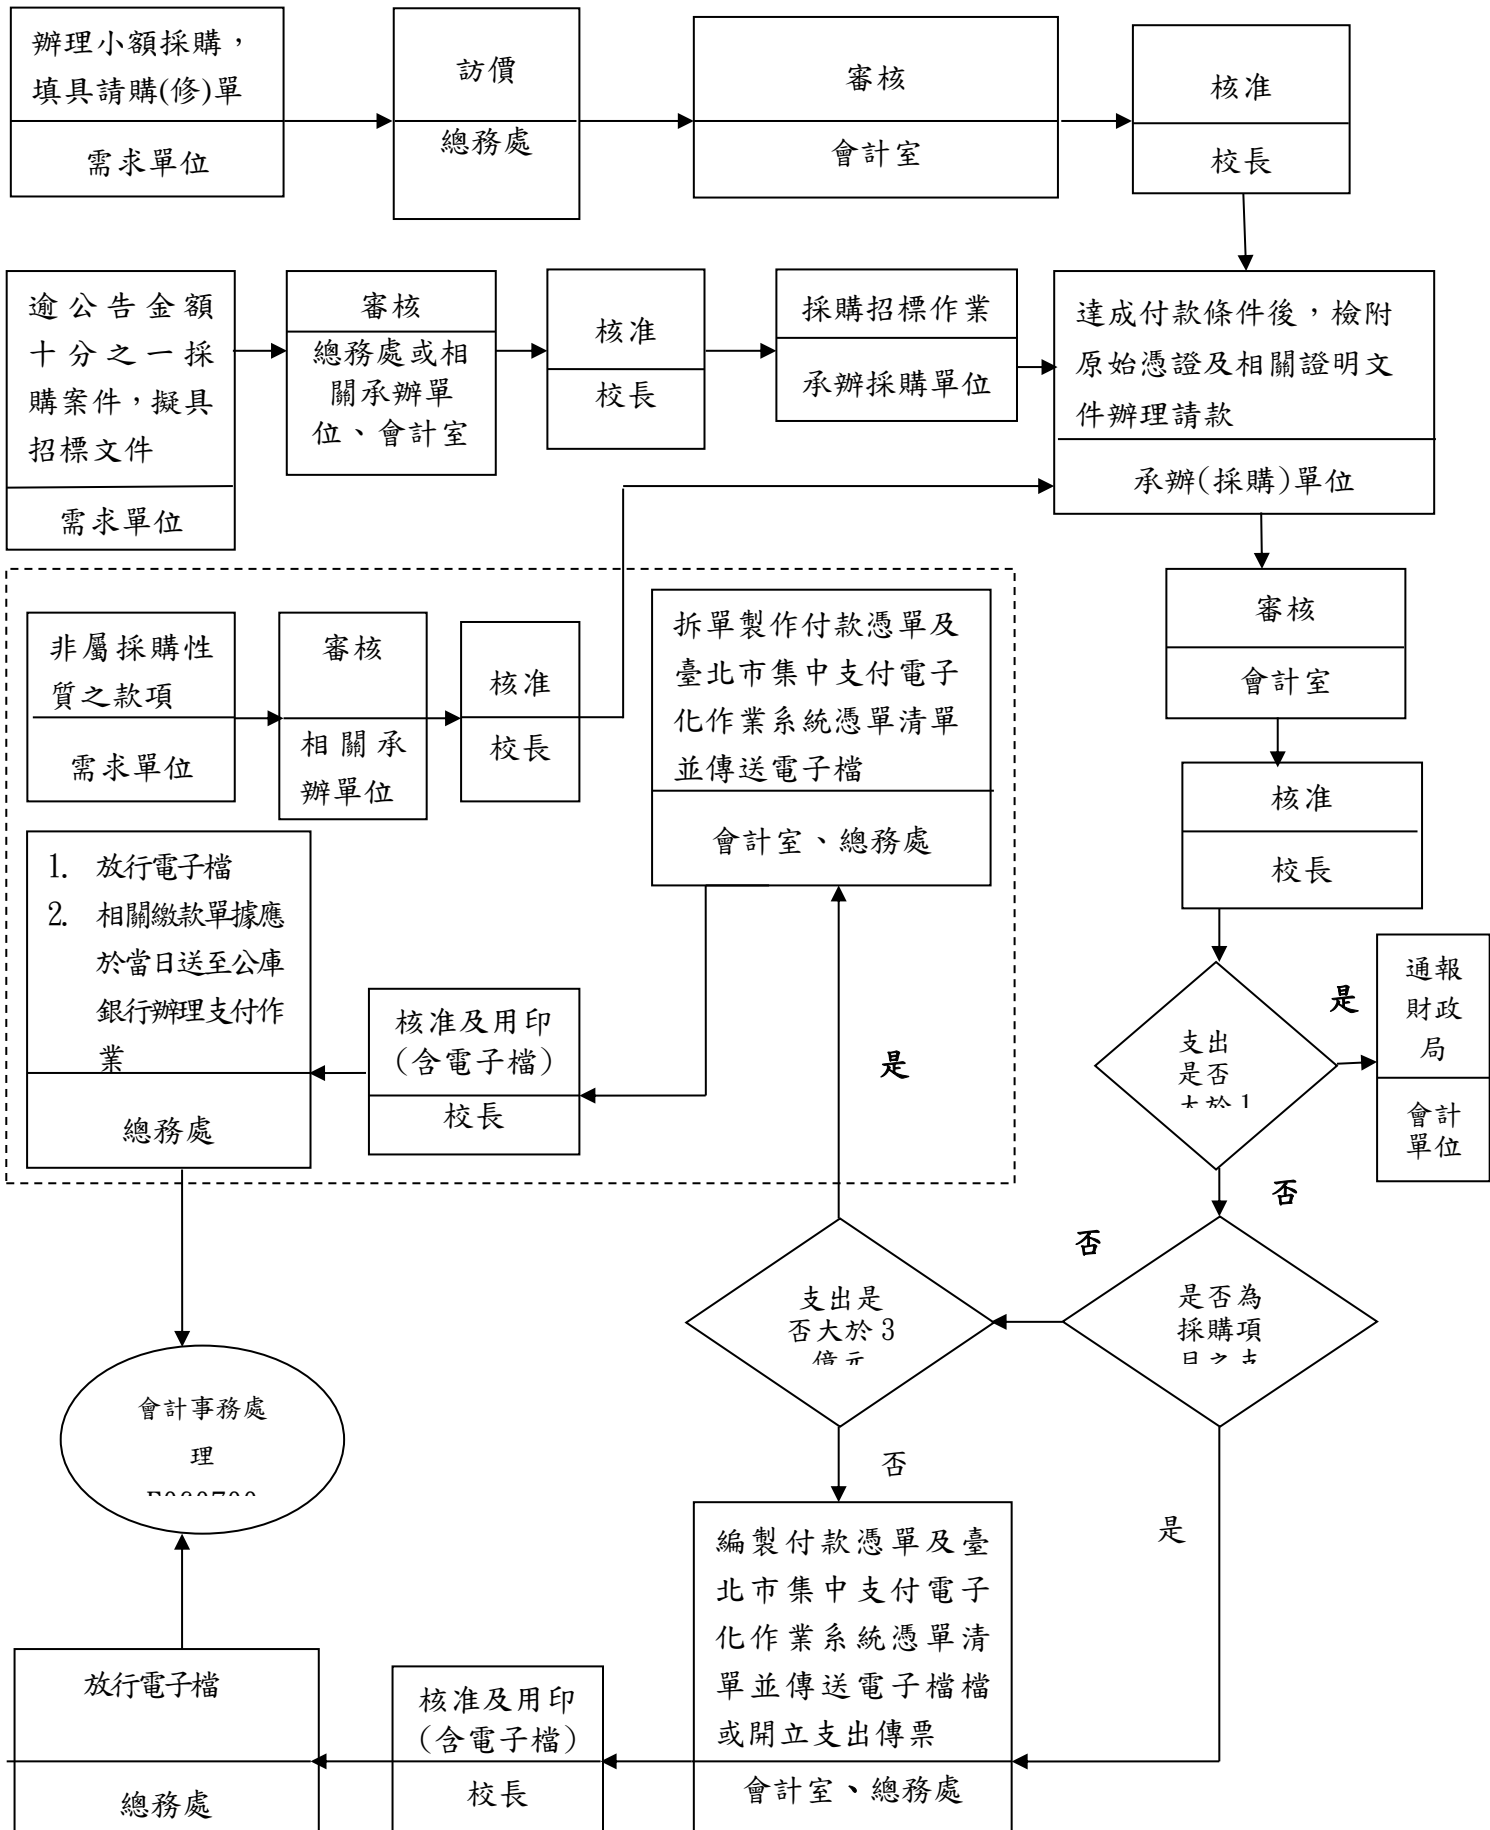 辦理小額採購，
填具請購(修)單
需求單位
訪價
總務處
審核
會計室
核准
校長
逾公告金額
十分之一採
購案件，擬具
招標文件
需求單位
審核
總務處或相
關承辦單
位、會計室
核准
校長
採購招標作業
承辦採購單位
達成付款條件後，檢附
原始憑證及相關證明文
件辦理請款
承辦(採購)單位
審核
會計室
核准
校長
非屬採購性
質之款項
需求單位
審核
相關承
辦單位
核准
校長
拆單製作付款憑單及
臺北市集中支付電子
化作業系統憑單清單
並傳送電子檔
會計室、總務處
1. 放行電子檔
2. 相關繳款單據應
於當日送至公庫
銀行辦理支付作
業
總務處
核准及用印
(含電子檔)
校長
是
支出
是否
大於1
是
通報
財政
局
會計
單位
否
否
支出是
否大於3
億元
是否為
採購項
目之支
會計事務處
理
否
是
編製付款憑單及臺
北市集中支付電子
化作業系統憑單清
單並傳送電子檔檔
或開立支出傳票
會計室、總務處
核准及用印
(含電子檔)
校長
放行電子檔
總務處